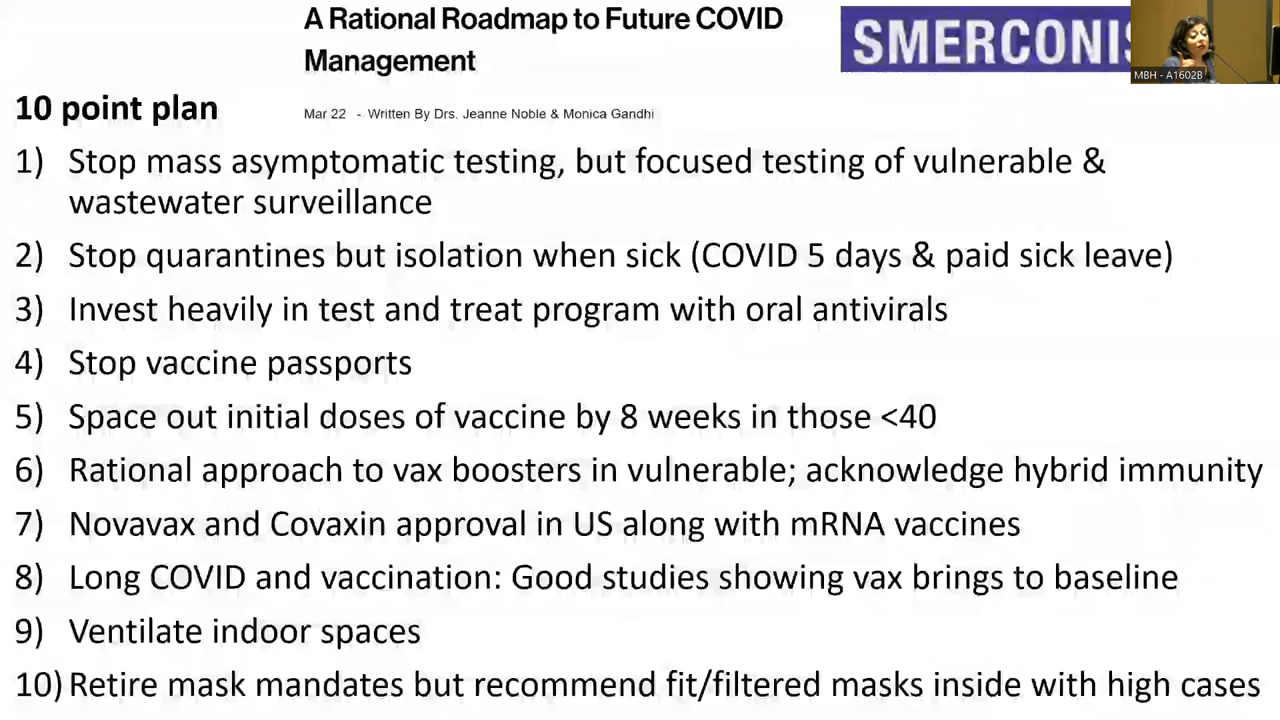 A Rational Roadmap to Future COVID
Management
SMERCONIS
MBH - A1602B
10 point plan
Mar 22 - Written By Drs. Jeanne Noble & Monica Gandhi
1) Stop mass asymptomatic testing, but focused testing of vulnerable &
wastewater surveillance
2) Stop quarantines but isolation when sick (COVID 5 days & paid sick leave)
3) Invest heavily in test and treat program with oral antivirals
4) Stop vaccine passports
5) Space out initial doses of vaccine by 8 weeks in those <40
6) Rational approach to vax boosters in vulnerable; acknowledge hybrid immunity
7) Novavax and Covaxin approval in US along with mRNA vaccines
8) Long COVID and vaccination: Good studies showing vax brings to baseline
9) Ventilate indoor spaces
10) Retire mask mandates but recommend fit/filtered masks inside with high cases